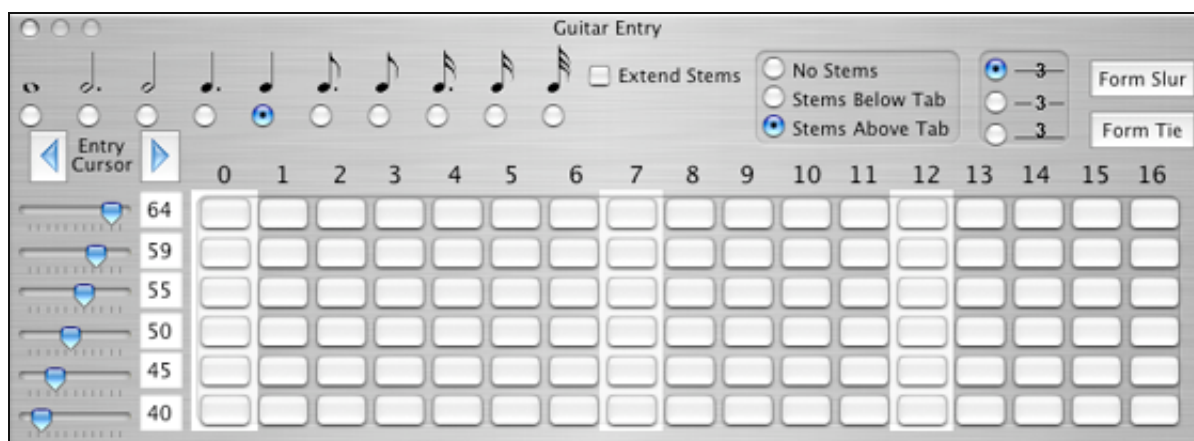 Guitar Entry
Extend Stems
No Stems
Stems Below Tab
Stems Above Tab
3
3
3
Form Slur
Form Tie
Entry
Cursor
0 1 2 3 4 5 6 7 8 9 10 11 12 13 14 15 16
64
59
55
50
45
40